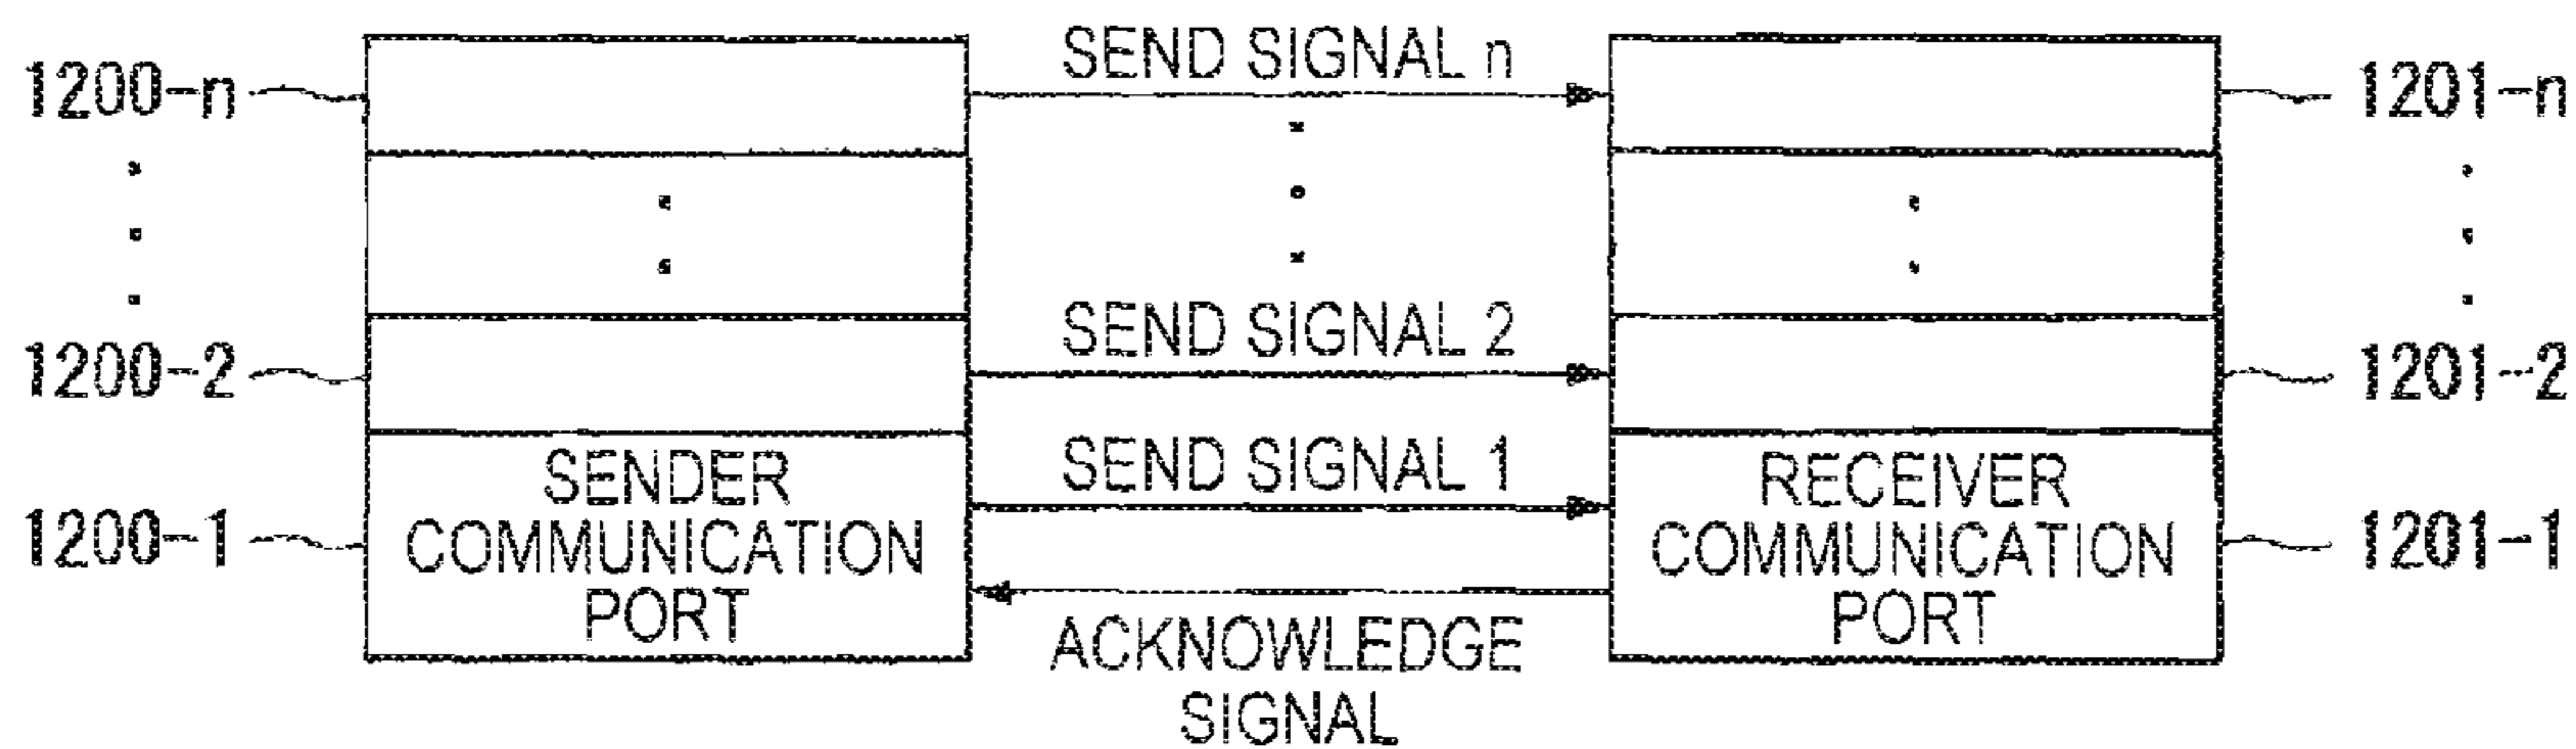 SEND SIGNAL n
1200-n
1201-n
SEND SIGNAL 2
1200-2
1201-2
SEND SIGNAL 1
SENDER
COMMUNICATION
PORT
RECEIVER
COMMUNICATION
PORT
1200-1
1201-1
ACKNOWLEDGE
SIGNAL